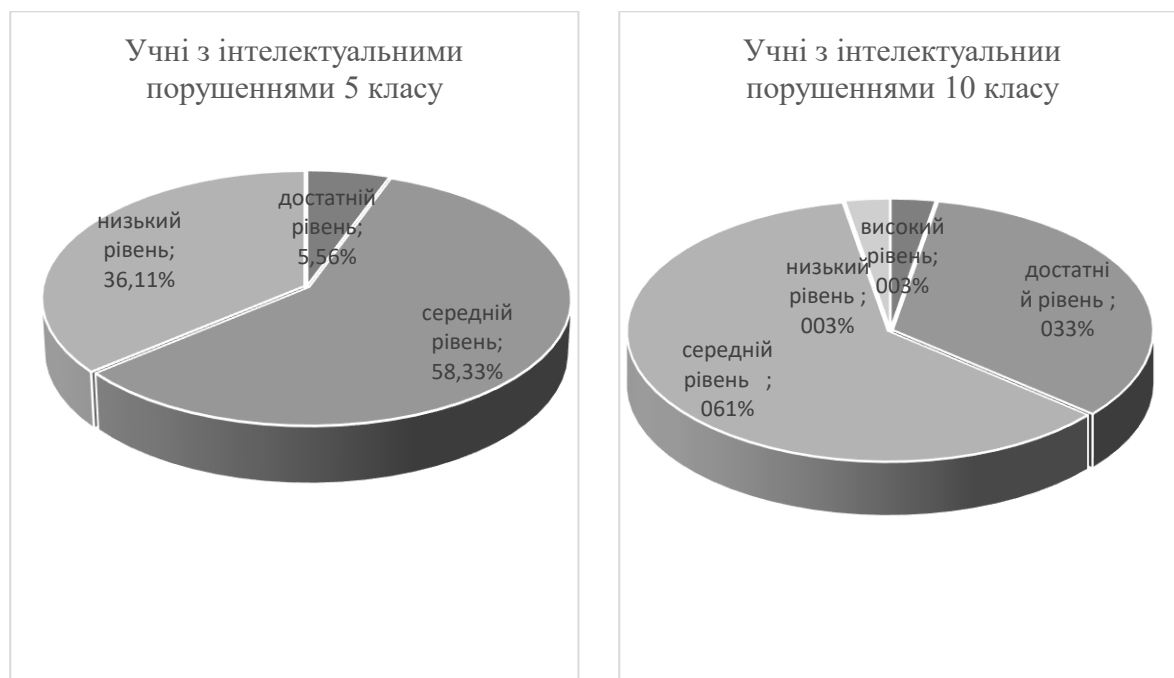 Учні з інтелектуальними
порушеннями 5 класу
достатній
рівень;
5,56%
середній
рівень;
58,33%
низький
рівень;
36,11%
Учні з інтелектуальнии
порушеннями 10 класу
високий
рівень;
003%
достатні
й рівень ;
033%
середній
рівень ;
061%
низький
рівень ;
003%